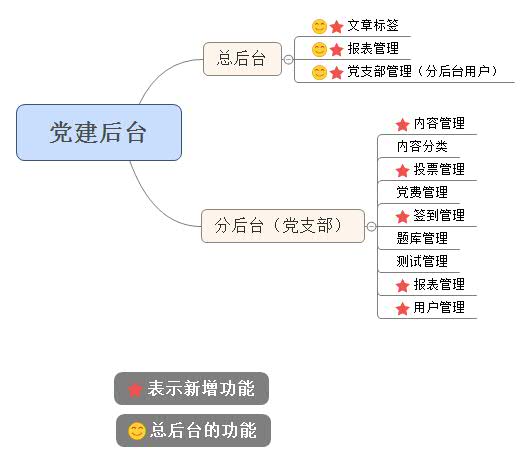 党建后台
总后台
文章标签
报表管理
党支部管理（分后台用户）
分后台（党支部）
内容管理
内容分类
投票管理
党费管理
签到管理
题库管理
测试管理
报表管理
用户管理
表示新增功能
总后台的功能